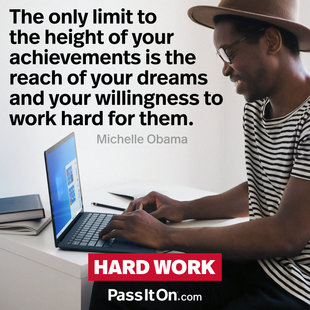 The only limit to
the height of your
achievements is the
reach of your dreams
and your willingness to
work hard for them.
Michelle Obama
HARD WORK
PassItOn.com